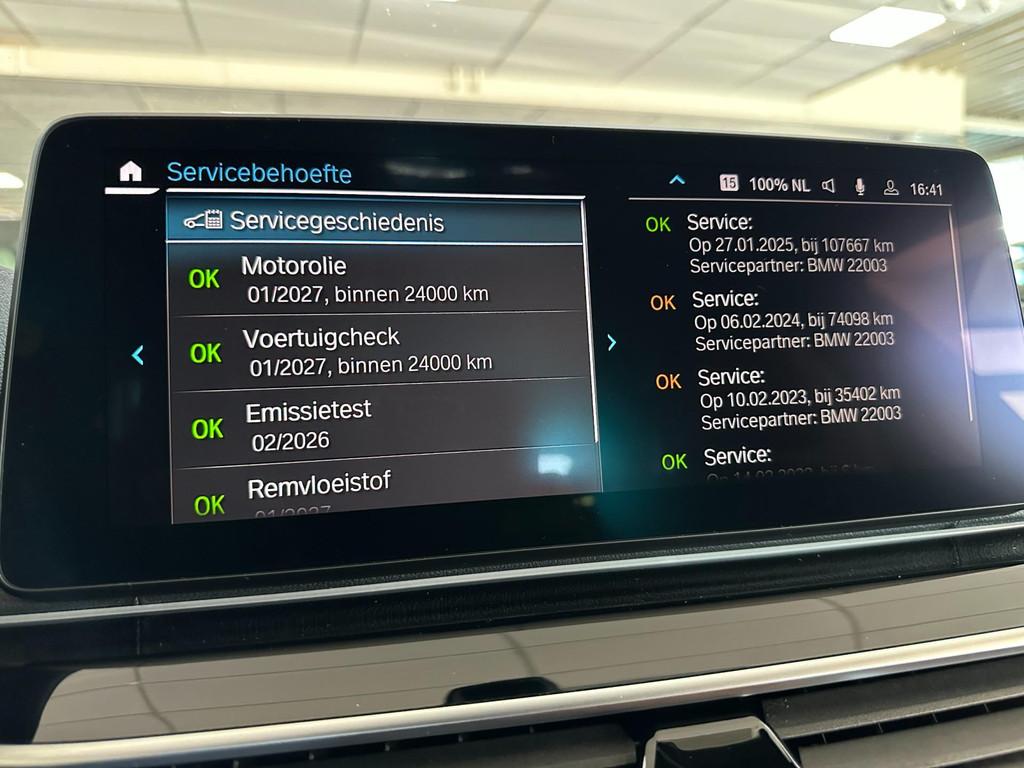 Servicebehoefte
15 100% NL 16:41
Servicegeschiedenis
OK Motorolie
01/2027, binnen 24000 km
OK Voertuigcheck
01/2027, binnen 24000 km
OK Emissietest
02/2026
OK Remvloeistof
01/2027
OK Service:
Op 27.01.2025, bij 107667 km
Servicepartner: BMW 22003
OK Service:
Op 06.02.2024, bij 74098 km
Servicepartner: BMW 22003
OK Service:
Op 10.02.2023, bij 35402 km
Servicepartner: BMW 22003
OK Service: